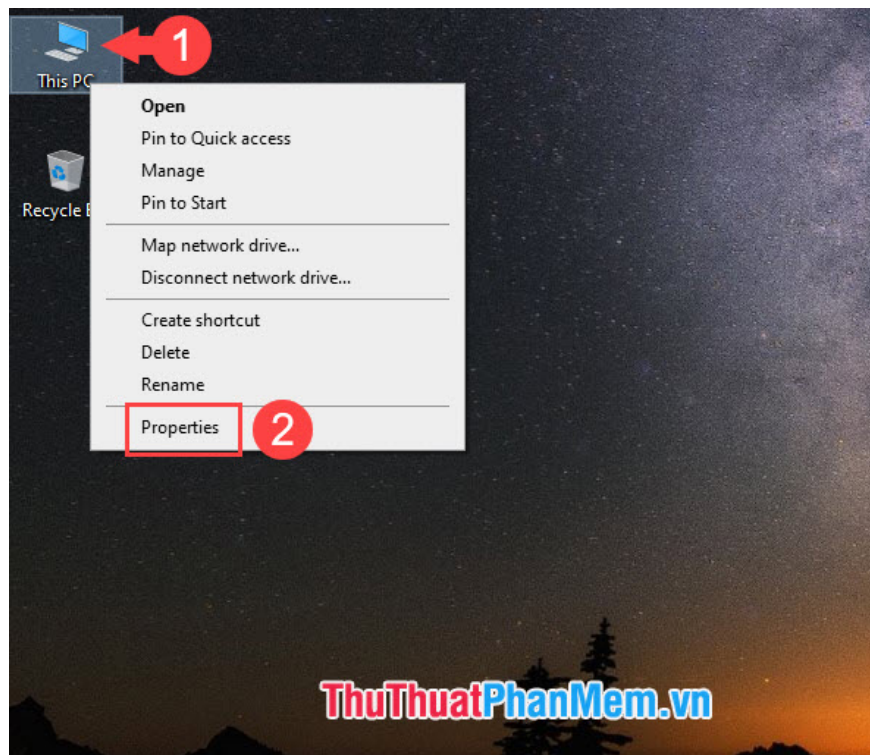 1
This PC
Open
Pin to Quick access
Manage
Pin to Start
Recycle
Map network drive...
Disconnect network drive...
Create shortcut
Delete
Rename
Properties
2
ThuThuatPhanMem.vn